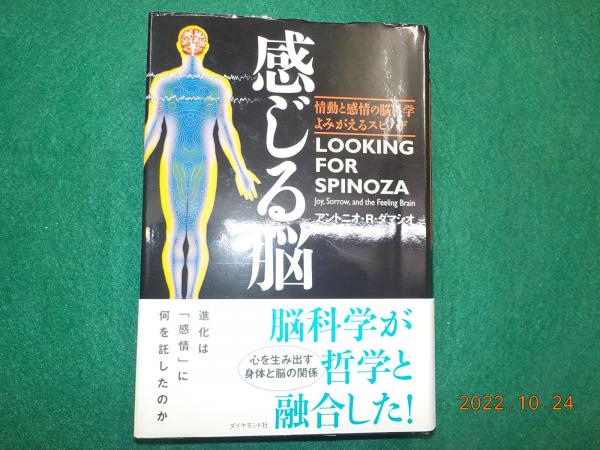 感じる脳
情動と感情の脳科学
よみがえるスピノザ
LOOKING
FOR
SPINOZA
Joy, Sorrow, and the Feeling Brain
アントニオ・R・ダマシオ
脳科学が
哲学と
融合した!
心を生み出す
身体と脳の関係
進化は
「感情」に
何を託したのか
ダイヤモンド社
2022.10.24